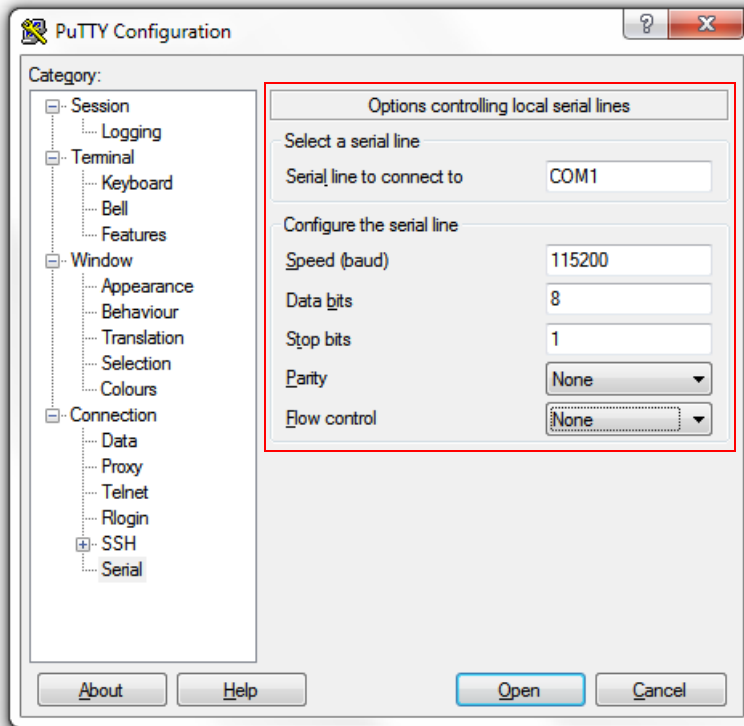 PuTTY Configuration
Category:
Session
Logging
Terminal
Keyboard
Bell
Features
Window
Appearance
Behaviour
Translation
Selection
Colours
Connection
Data
Proxy
Telnet
Rlogin
SSH
Serial
Options controlling local serial lines
Select a serial line
Serial line to connect to COM1
Configure the serial line
Speed (baud) 115200
Data bits 8
Stop bits 1
Parity None
Flow control None
About Help Open Cancel